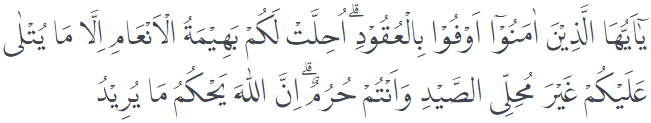 يٰٓاَيُّهَا الَّذِيْنَ اٰمَنُوْٓا اَوْفُوْا بِالْعُقُوْدِۗ اُحِلَّتْ لَكُمْ بَهِيْمَةُ الْاَنْعَامِ اِلَّا مَا يُتْلٰى
عَلَيْكُمْ غَيْرَ مُحِلِّى الصَّيْدِ وَاَنْتُمْ حُرُمٌۗ اِنَّ اللّٰهَ يَحْكُمُ مَا يُرِيْدُ